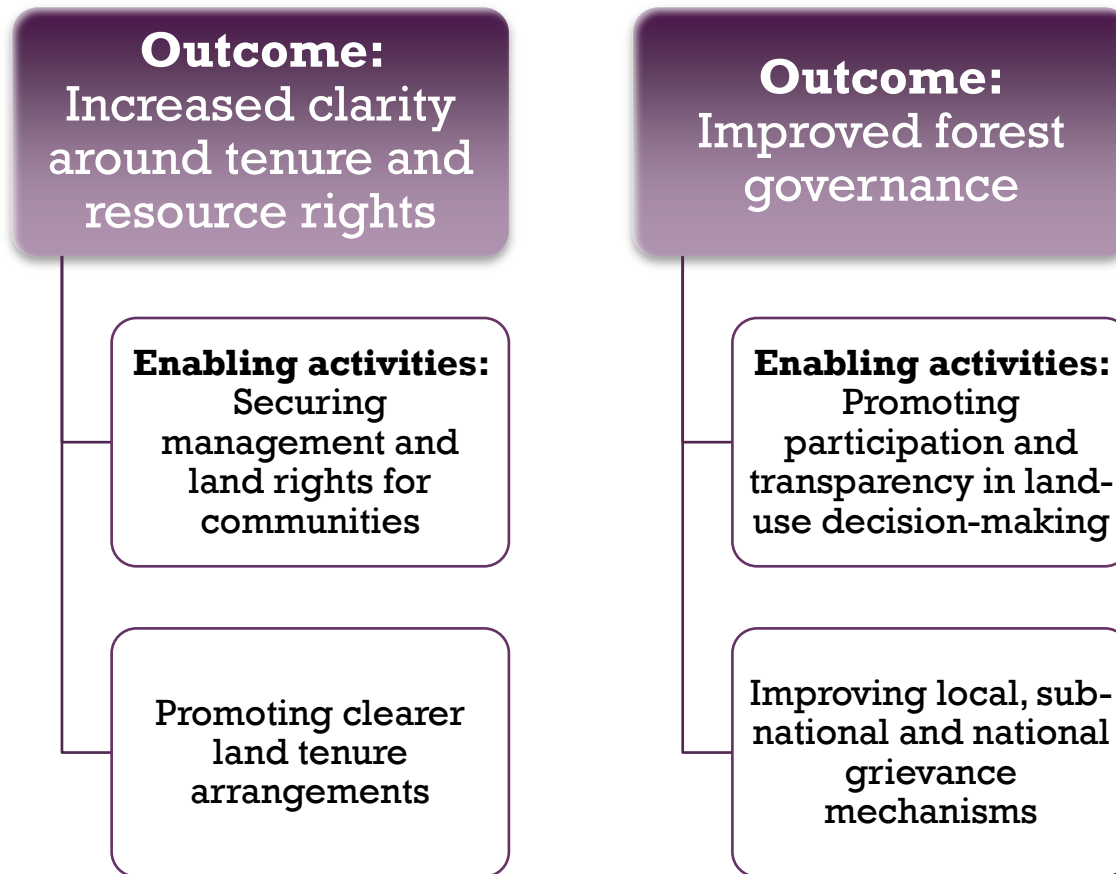 Outcome:
Increased clarity
around tenure and
resource rights
Enabling activities:
Securing
management and
land rights for
communities
Promoting clearer
land tenure
arrangements
Outcome:
Improved forest
governance
Enabling activities:
Promoting
participation and
transparency in land-
use decision-making
Improving local, sub-
national and national
grievance
mechanisms